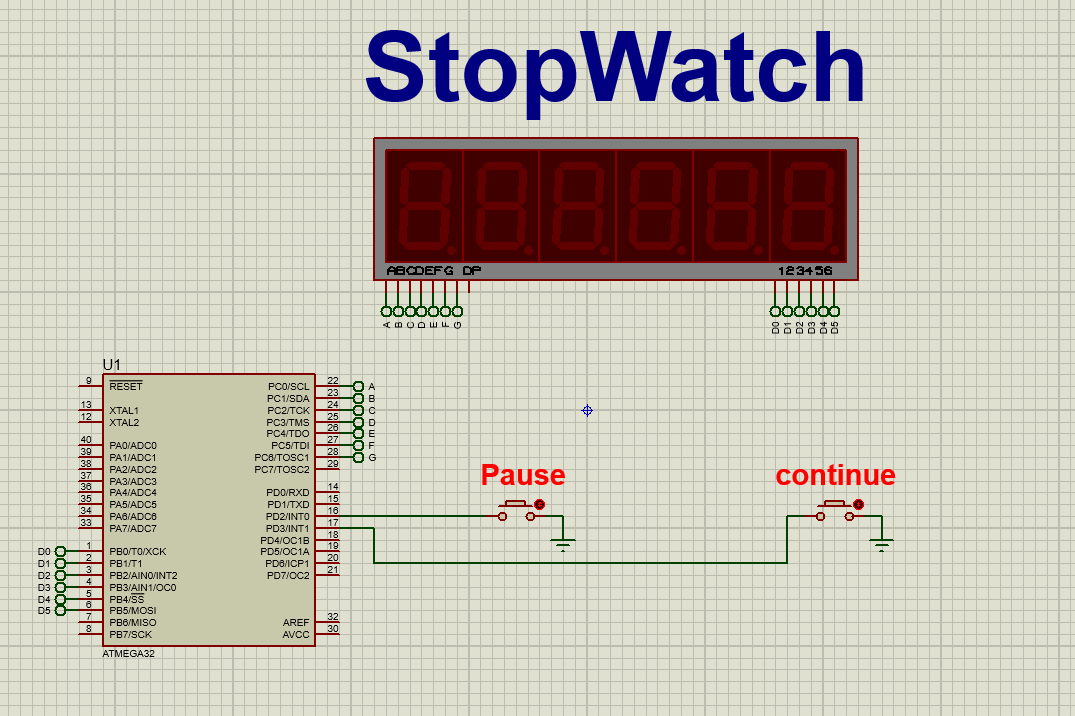 StopWatch
ABCDEFG DP
123456
A B C D E F G
D0 D1 D2 D3 D4 D5
U1
9 RESET
13 XTAL1
12 XTAL2
40 PA0/ADC0
39 PA1/ADC1
38 PA2/ADC2
37 PA3/ADC3
36 PA4/ADC4
35 PA5/ADC5
34 PA6/ADC6
33 PA7/ADC7
D0 1 PB0/T0/XCK
D1 2 PB1/T1
D2 3 PB2/AIN0/INT2
D3 4 PB3/AIN1/OC0
D4 5 PB4/SS
D5 6 PB5/MOSI
7 PB6/MISO
8 PB7/SCK
PC0/SCL 22 A
PC1/SDA 23 B
PC2/TCK 24 C
PC3/TMS 25 D
PC4/TDO 26 E
PC5/TDI 27 F
PC6/TOSC1 28 G
PC7/TOSC2 29
PD0/RXD 14
PD1/TXD 15
PD2/INT0 16
PD3/INT1 17
PD4/OC1B 18
PD5/OC1A 19
PD6/ICP1 20
PD7/OC2 21
AREF 32
AVCC 30
ATMEGA32
Pause
continue